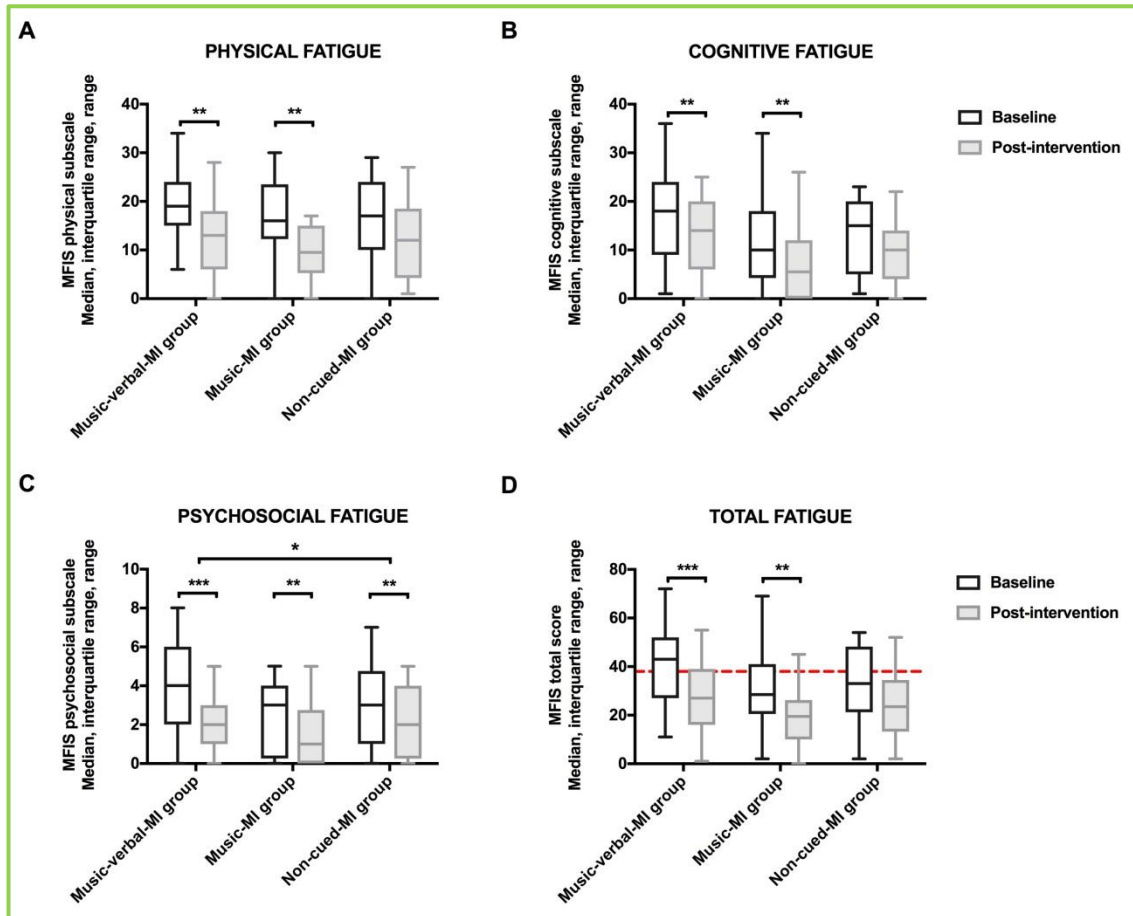 A
PHYSICAL FATIGUE
MFIS physical subscale
Median, interquartile range, range
40
30
20
10
0
**
**
Music-verbal-MI group
Music-MI group
Non-cued-MI group
B
COGNITIVE FATIGUE
MFIS cognitive subscale
Median, interquartile range, range
40
30
20
10
0
**
**
Music-verbal-MI group
Music-MI group
Non-cued-MI group
Baseline
Post-intervention
C
PSYCHOSOCIAL FATIGUE
MFIS psychosocial subscale
Median, interquartile range, range
10
8
6
4
2
0
*
***
**
**
Music-verbal-MI group
Music-MI group
Non-cued-MI group
D
TOTAL FATIGUE
MFIS total score
Median, interquartile range, range
80
60
40
20
0
***
**
Music-verbal-MI group
Music-MI group
Non-cued-MI group
Baseline
Post-intervention